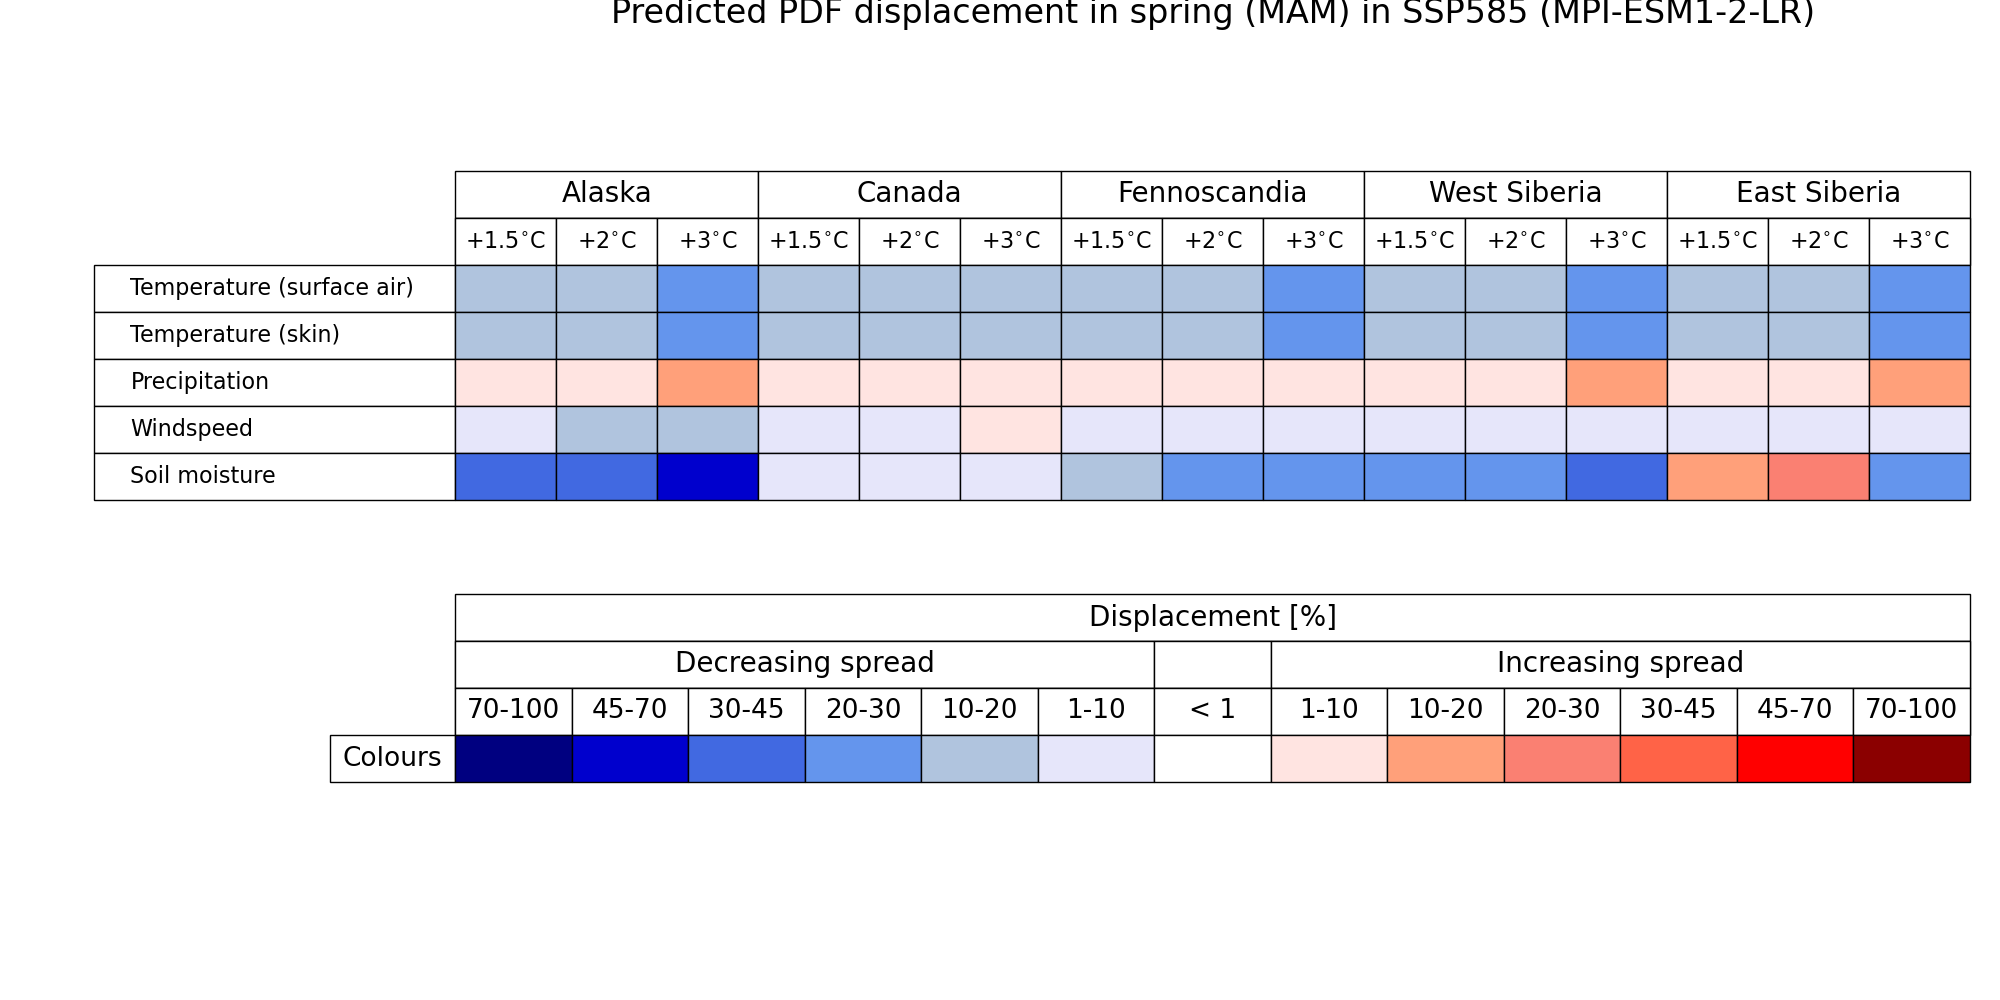 Predicted PDF displacement in spring (MAM) in SSP585 (MPI-ESM1-2-LR)
Alaska Canada Fennoscandia West Siberia East Siberia
+1.5°C +2°C +3°C +1.5°C +2°C +3°C +1.5°C +2°C +3°C +1.5°C +2°C +3°C +1.5°C +2°C +3°C
Temperature (surface air)
Temperature (skin)
Precipitation
Windspeed
Soil moisture
Displacement [%]
Decreasing spread Increasing spread
70-100 45-70 30-45 20-30 10-20 1-10 < 1 1-10 10-20 20-30 30-45 45-70 70-100
Colours